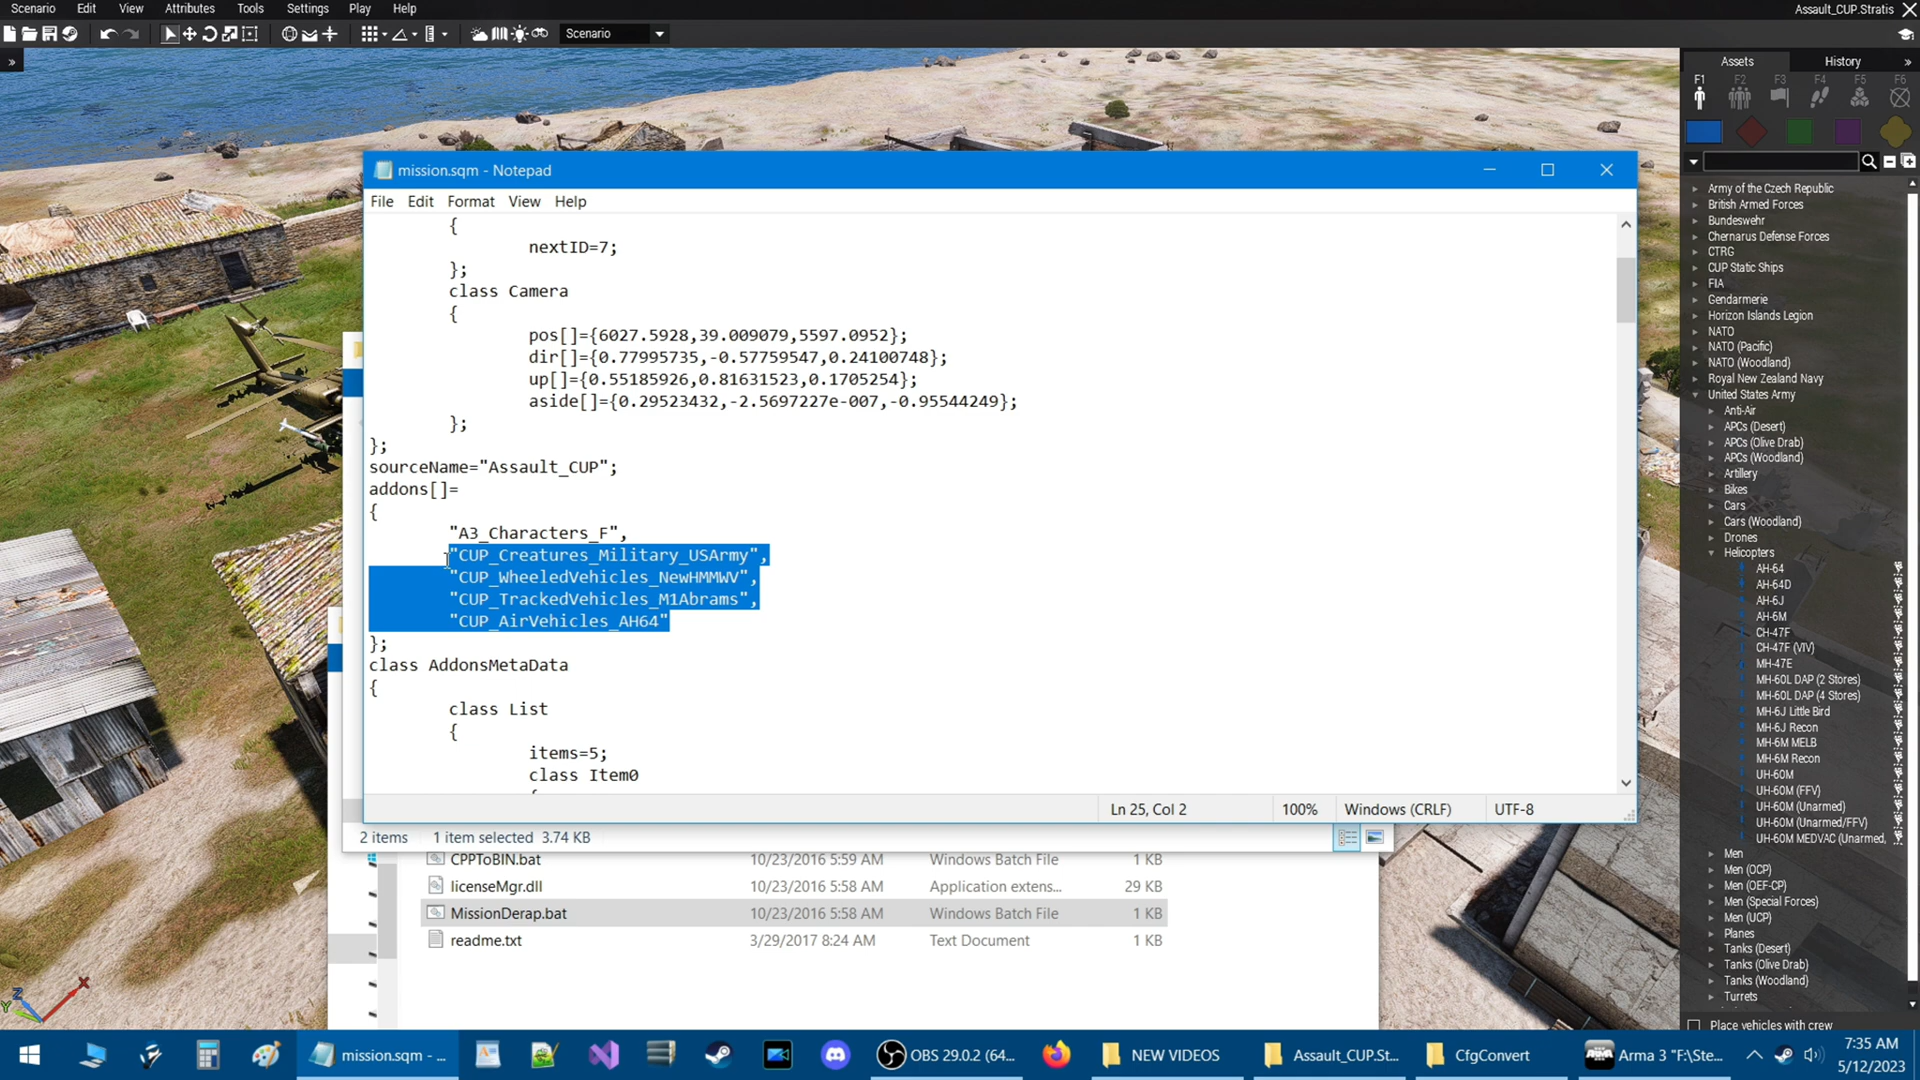 Scenario Edit View Attributes Tools Settings Play Help
Assault_CUP.Stratis
Scenario
Assets History
F1 F2 F3 F4 F5 F6
mission.sqm - Notepad
File Edit Format View Help
{
nextID=7;
};
class Camera
{
pos[]={6027.5928,39.009079,5597.0952};
dir[]={0.77995735,-0.57759547,0.24100748};
up[]={0.55185926,0.81631523,0.1705254};
aside[]={0.29523432,-2.5697227e-007,-0.95544249};
};
};
sourceName="Assault_CUP";
addons[]=
{
"A3_Characters_F",
"CUP_Creatures_Military_USArmy",
"CUP_WheeledVehicles_NewHMMWV",
"CUP_TrackedVehicles_M1Abrams",
"CUP_AirVehicles_AH64"
};
class AddonsMetaData
{
class List
{
items=5;
class Item0
Ln 25, Col 2 100% Windows (CRLF) UTF-8
2 items 1 item selected 3.74 KB
CPPToBIN.bat 10/23/2016 5:59 AM Windows Batch File 1 KB
licenseMgr.dll 10/23/2016 5:58 AM Application extens... 29 KB
MissionDerap.bat 10/23/2016 5:58 AM Windows Batch File 1 KB
readme.txt 3/29/2017 8:24 AM Text Document 1 KB
Army of the Czech Republic
British Armed Forces
Bundeswehr
Chernarus Defense Forces
CTRG
CUP Static Ships
FIA
Gendarmerie
Horizon Islands Legion
NATO
NATO (Pacific)
NATO (Woodland)
Royal New Zealand Navy
United States Army
Anti-Air
APCs (Desert)
APCs (Olive Drab)
APCs (Woodland)
Artillery
Bikes
Cars
Cars (Woodland)
Drones
Helicopters
AH-64
AH-64D
AH-6J
AH-6M
CH-47F
CH-47F (VIV)
MH-47E
MH-60L DAP (2 Stores)
MH-60L DAP (4 Stores)
MH-6J Little Bird
MH-6J Recon
MH-6M MELB
MH-6M Recon
UH-60M
UH-60M (FFV)
UH-60M (Unarmed)
UH-60M (Unarmed/FFV)
UH-60M MEDVAC (Unarmed,
Men
Men (OCP)
Men (OEF-CP)
Men (Special Forces)
Men (UCP)
Planes
Tanks (Desert)
Tanks (Olive Drab)
Tanks (Woodland)
Turrets
Place vehicles with crew
Z
Y
X
mission.sqm - ...
OBS 29.0.2 (64...
NEW VIDEOS
Assault_CUP.St...
CfgConvert
Arma 3 "F:\Ste...
7:35 AM
5/12/2023